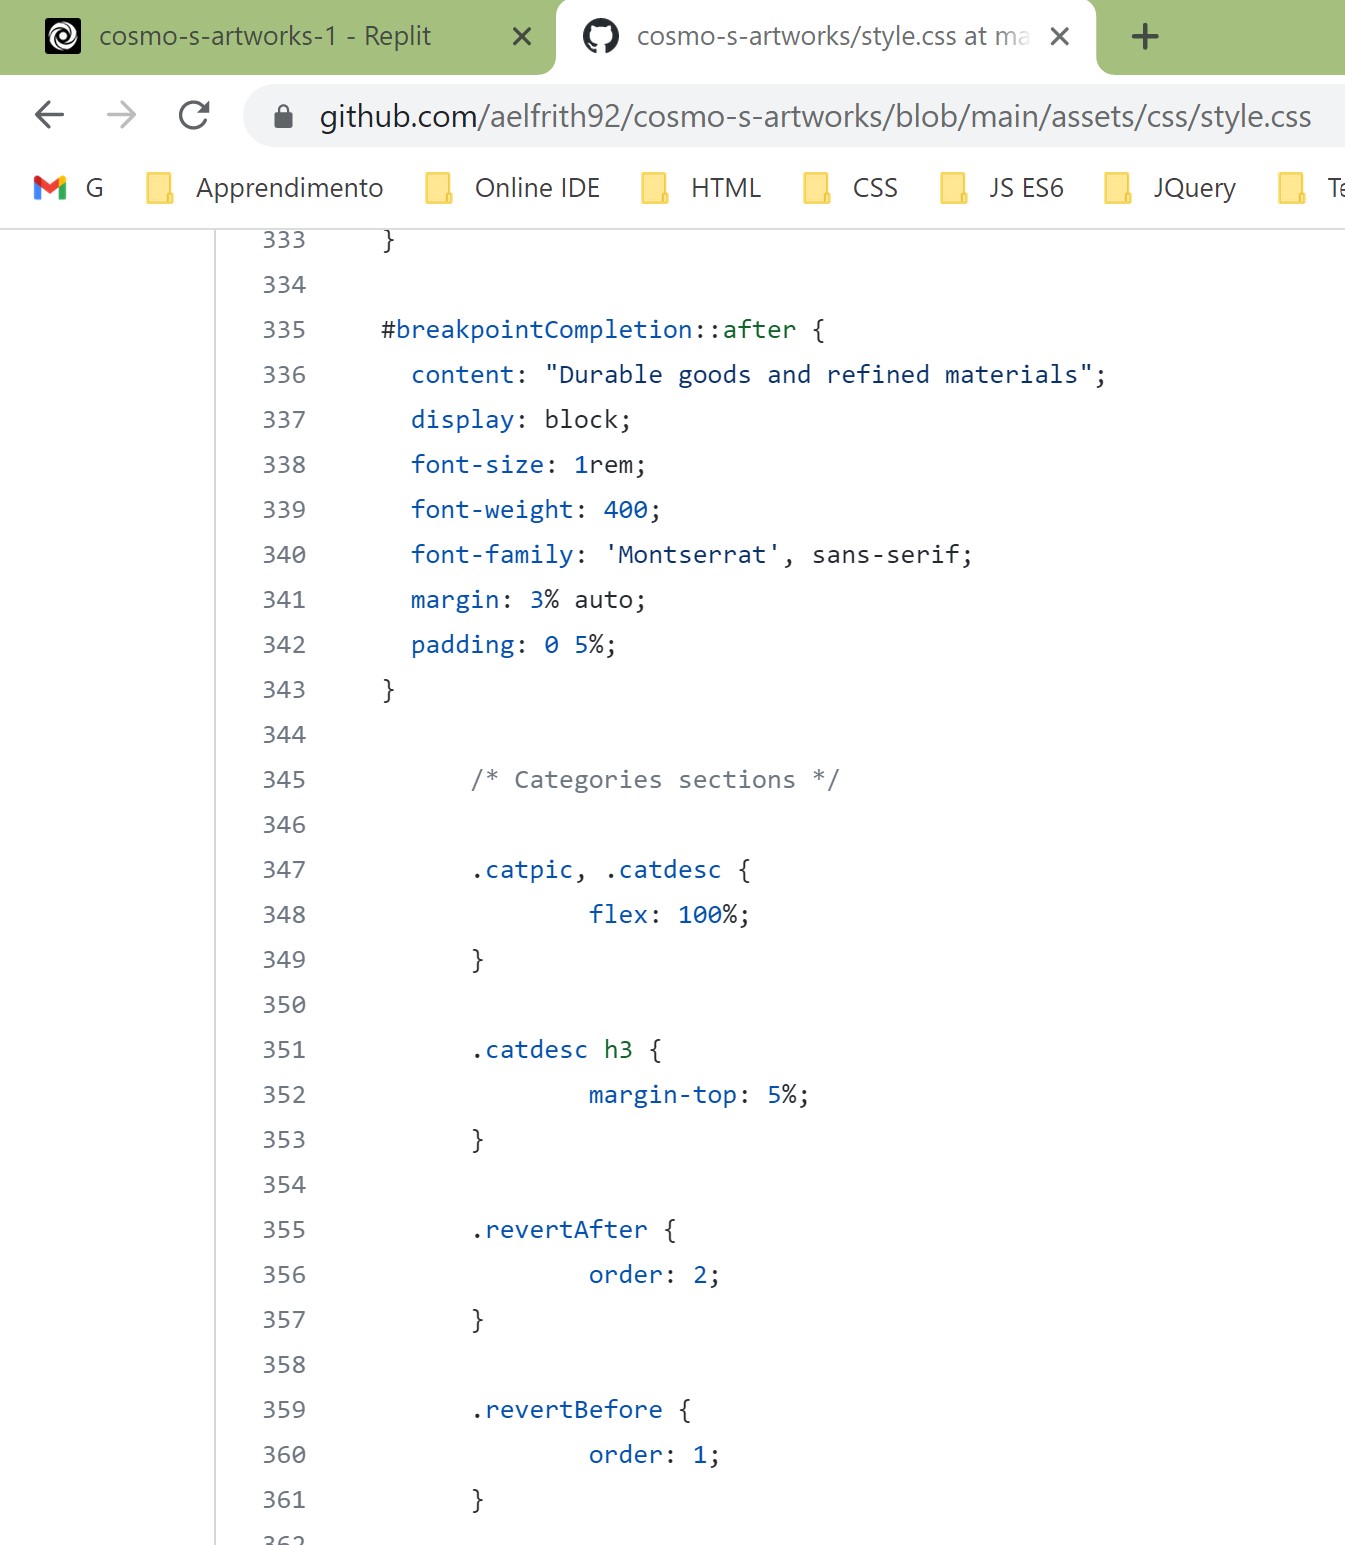 cosmo-s-artworks-1 - Replit
cosmo-s-artworks/style.css at ma
github.com/aelfrith92/cosmo-s-artworks/blob/main/assets/css/style.css
G Apprendimento Online IDE HTML CSS JS ES6 JQuery Te
333 }
334
335 #breakpointCompletion::after {
336 content: "Durable goods and refined materials";
337 display: block;
338 font-size: 1rem;
339 font-weight: 400;
340 font-family: 'Montserrat', sans-serif;
341 margin: 3% auto;
342 padding: 0 5%;
343 }
344
345 /* Categories sections */
346
347 .catpic, .catdesc {
348 flex: 100%;
349 }
350
351 .catdesc h3 {
352 margin-top: 5%;
353 }
354
355 .revertAfter {
356 order: 2;
357 }
358
359 .revertBefore {
360 order: 1;
361 }
362